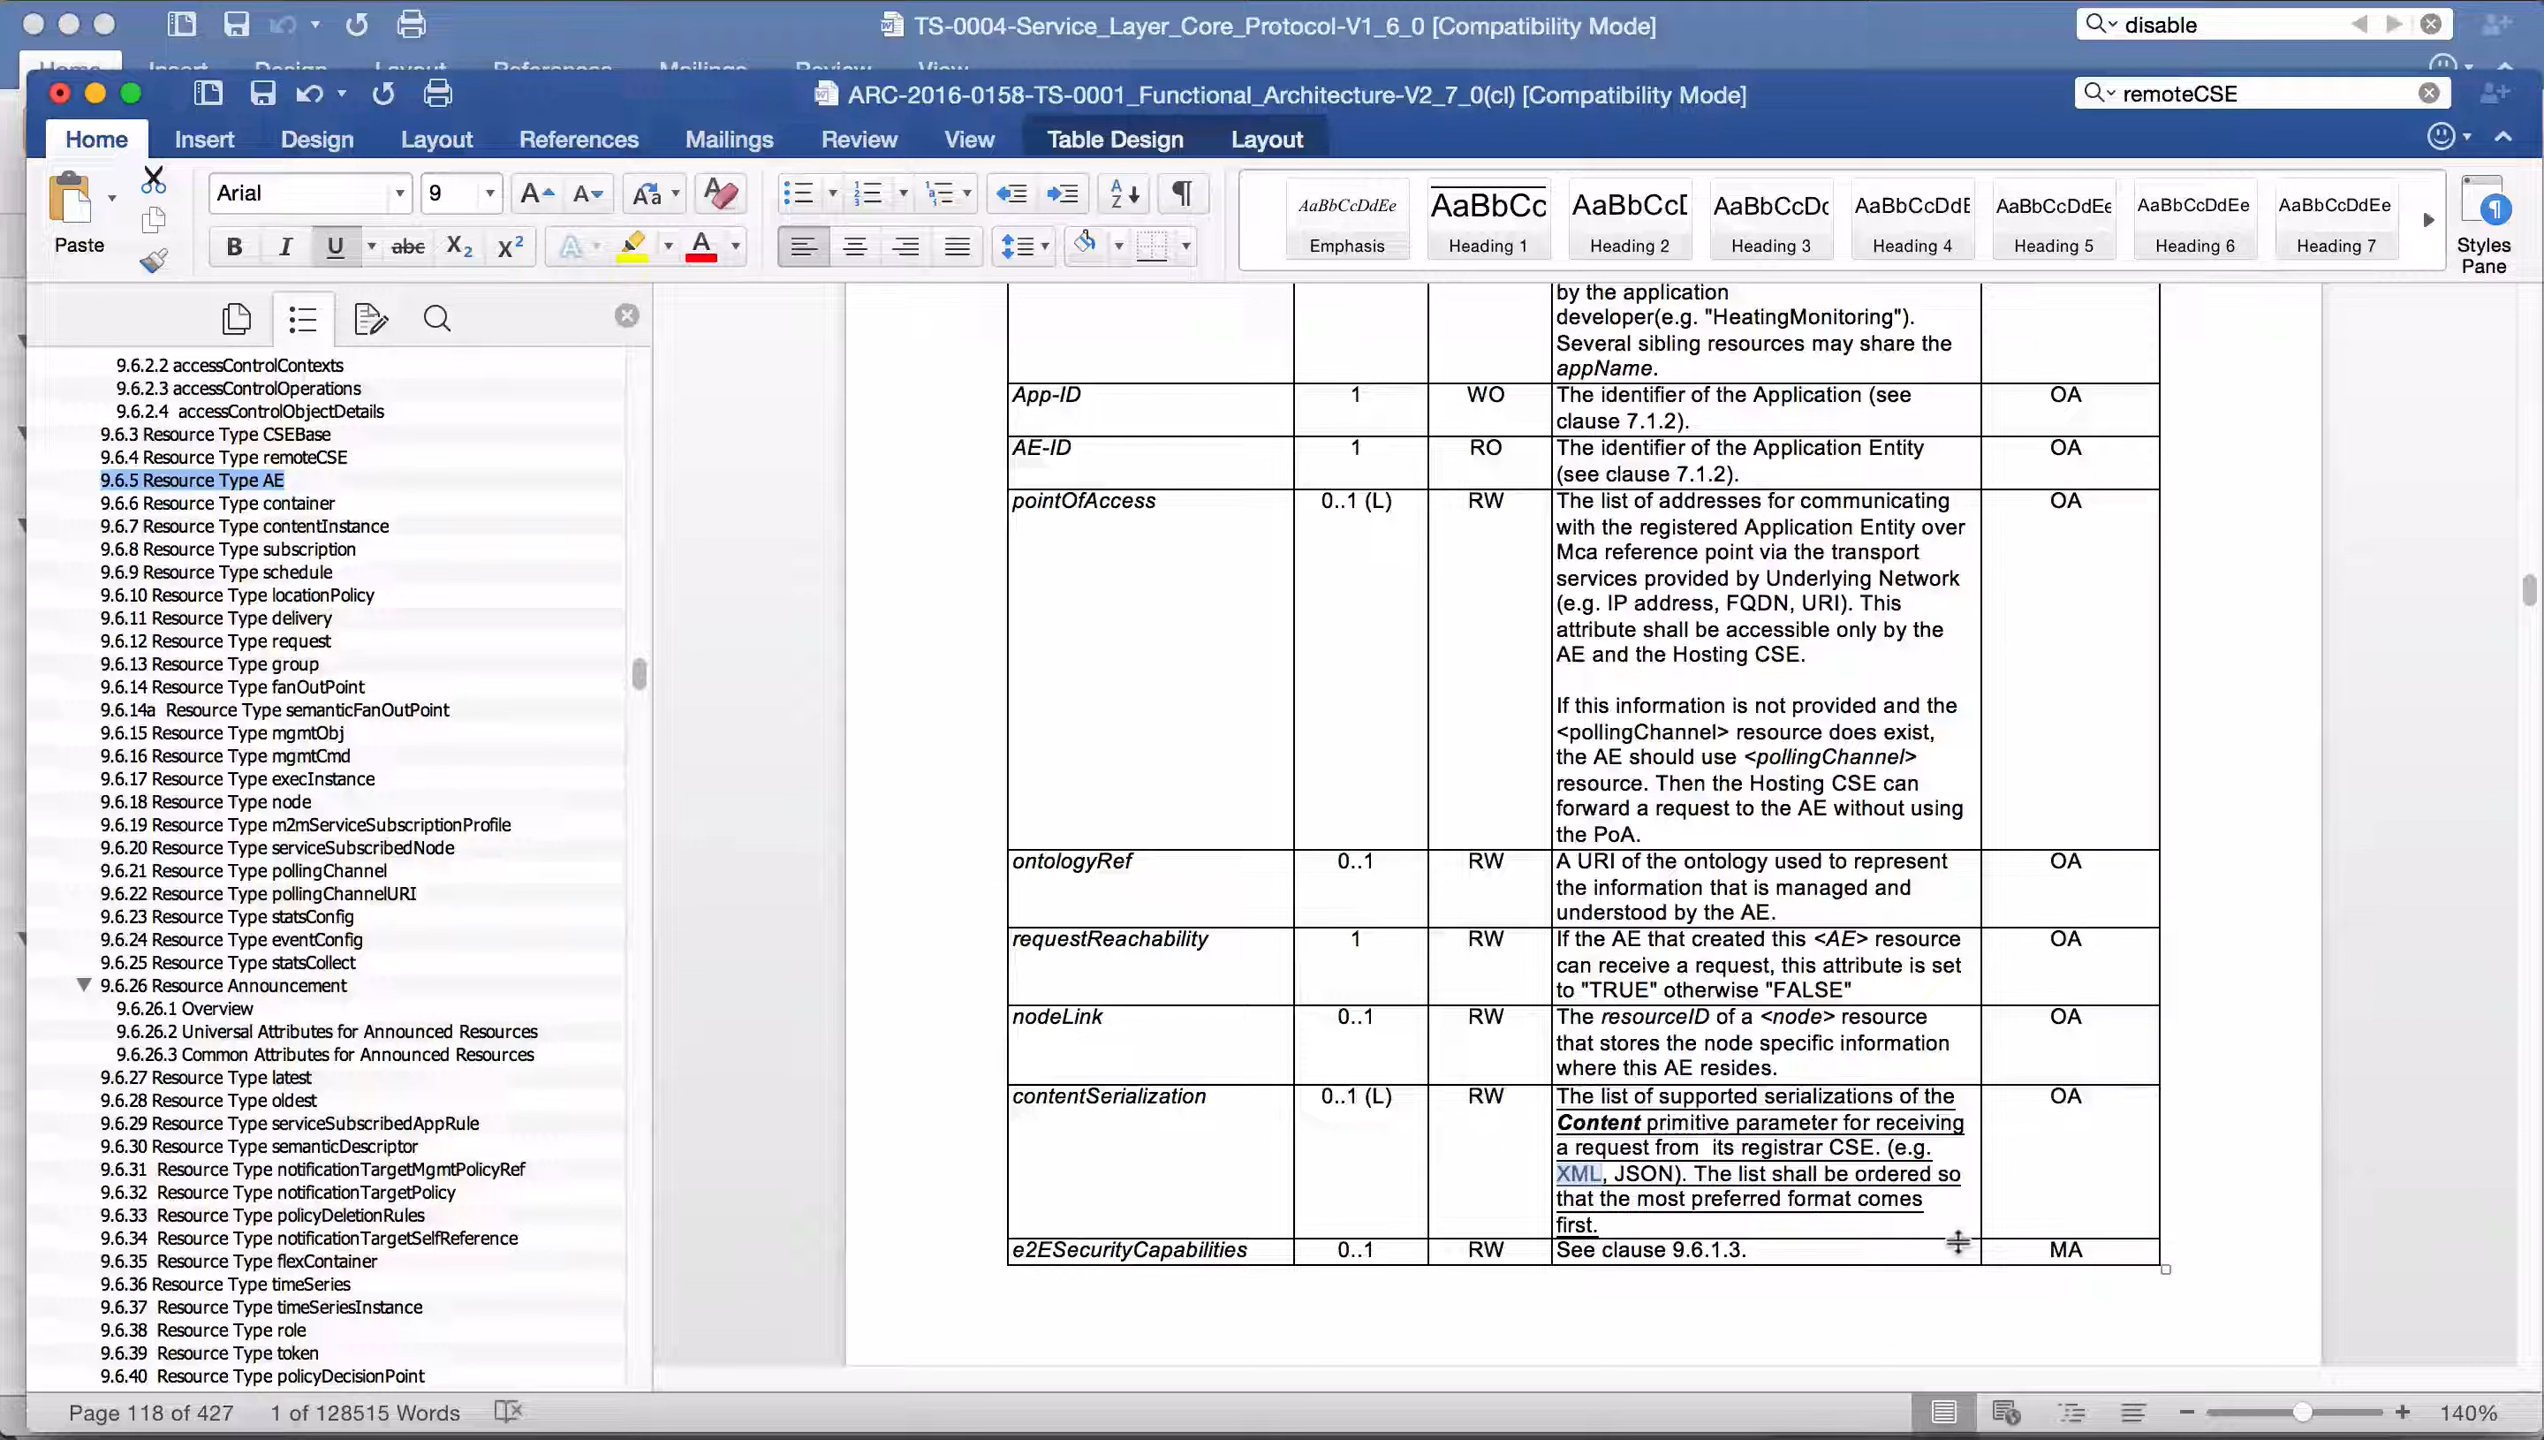 TS-0004-Service_Layer_Core_Protocol-V1_6_0 [Compatibility Mode]
disable
Home Insert Design Layout References Mailings Review View
ARC-2016-0158-TS-0001_Functional_Architecture-V2_7_0(cl) [Compatibility Mode]
remoteCSE
Home Insert Design Layout References Mailings Review View Table Design Layout
Paste
Arial 9
B I U abc X2 X2
AaBbCcDdEe Emphasis
AaBbCc Heading 1
AaBbCcD Heading 2
AaBbCcDc Heading 3
AaBbCcDdE Heading 4
AaBbCcDdEe Heading 5
AaBbCcDdEe Heading 6
AaBbCcDdEe Heading 7
Styles
Pane
9.6.2.2 accessControlContexts
9.6.2.3 accessControlOperations
9.6.2.4 accessControlObjectDetails
9.6.3 Resource Type CSEBase
9.6.4 Resource Type remoteCSE
9.6.5 Resource Type AE
9.6.6 Resource Type container
9.6.7 Resource Type contentInstance
9.6.8 Resource Type subscription
9.6.9 Resource Type schedule
9.6.10 Resource Type locationPolicy
9.6.11 Resource Type delivery
9.6.12 Resource Type request
9.6.13 Resource Type group
9.6.14 Resource Type fanOutPoint
9.6.14a Resource Type semanticFanOutPoint
9.6.15 Resource Type mgmtObj
9.6.16 Resource Type mgmtCmd
9.6.17 Resource Type execInstance
9.6.18 Resource Type node
9.6.19 Resource Type m2mServiceSubscriptionProfile
9.6.20 Resource Type serviceSubscribedNode
9.6.21 Resource Type pollingChannel
9.6.22 Resource Type pollingChannelURI
9.6.23 Resource Type statsConfig
9.6.24 Resource Type eventConfig
9.6.25 Resource Type statsCollect
9.6.26 Resource Announcement
9.6.26.1 Overview
9.6.26.2 Universal Attributes for Announced Resources
9.6.26.3 Common Attributes for Announced Resources
9.6.27 Resource Type latest
9.6.28 Resource Type oldest
9.6.29 Resource Type serviceSubscribedAppRule
9.6.30 Resource Type semanticDescriptor
9.6.31 Resource Type notificationTargetMgmtPolicyRef
9.6.32 Resource Type notificationTargetPolicy
9.6.33 Resource Type policyDeletionRules
9.6.34 Resource Type notificationTargetSelfReference
9.6.35 Resource Type flexContainer
9.6.36 Resource Type timeSeries
9.6.37 Resource Type timeSeriesInstance
9.6.38 Resource Type role
9.6.39 Resource Type token
9.6.40 Resource Type policyDecisionPoint
by the application
developer(e.g. "HeatingMonitoring").
Several sibling resources may share the
appName.
App-ID 1 WO The identifier of the Application (see OA
clause 7.1.2).
AE-ID 1 RO The identifier of the Application Entity OA
(see clause 7.1.2).
pointOfAccess 0..1 (L) RW The list of addresses for communicating OA
with the registered Application Entity over
Mca reference point via the transport
services provided by Underlying Network
(e.g. IP address, FQDN, URI). This
attribute shall be accessible only by the
AE and the Hosting CSE.
If this information is not provided and the
<pollingChannel> resource does exist,
the AE should use <pollingChannel>
resource. Then the Hosting CSE can
forward a request to the AE without using
the PoA.
ontologyRef 0..1 RW A URI of the ontology used to represent OA
the information that is managed and
understood by the AE.
requestReachability 1 RW If the AE that created this <AE> resource OA
can receive a request, this attribute is set
to "TRUE" otherwise "FALSE"
nodeLink 0..1 RW The resourceID of a <node> resource OA
that stores the node specific information
where this AE resides.
contentSerialization 0..1 (L) RW The list of supported serializations of the OA
Content primitive parameter for receiving
a request from its registrar CSE. (e.g.
XML, JSON). The list shall be ordered so
that the most preferred format comes
first.
e2ESecurityCapabilities 0..1 RW See clause 9.6.1.3. MA
Page 118 of 427 1 of 128515 Words 140%